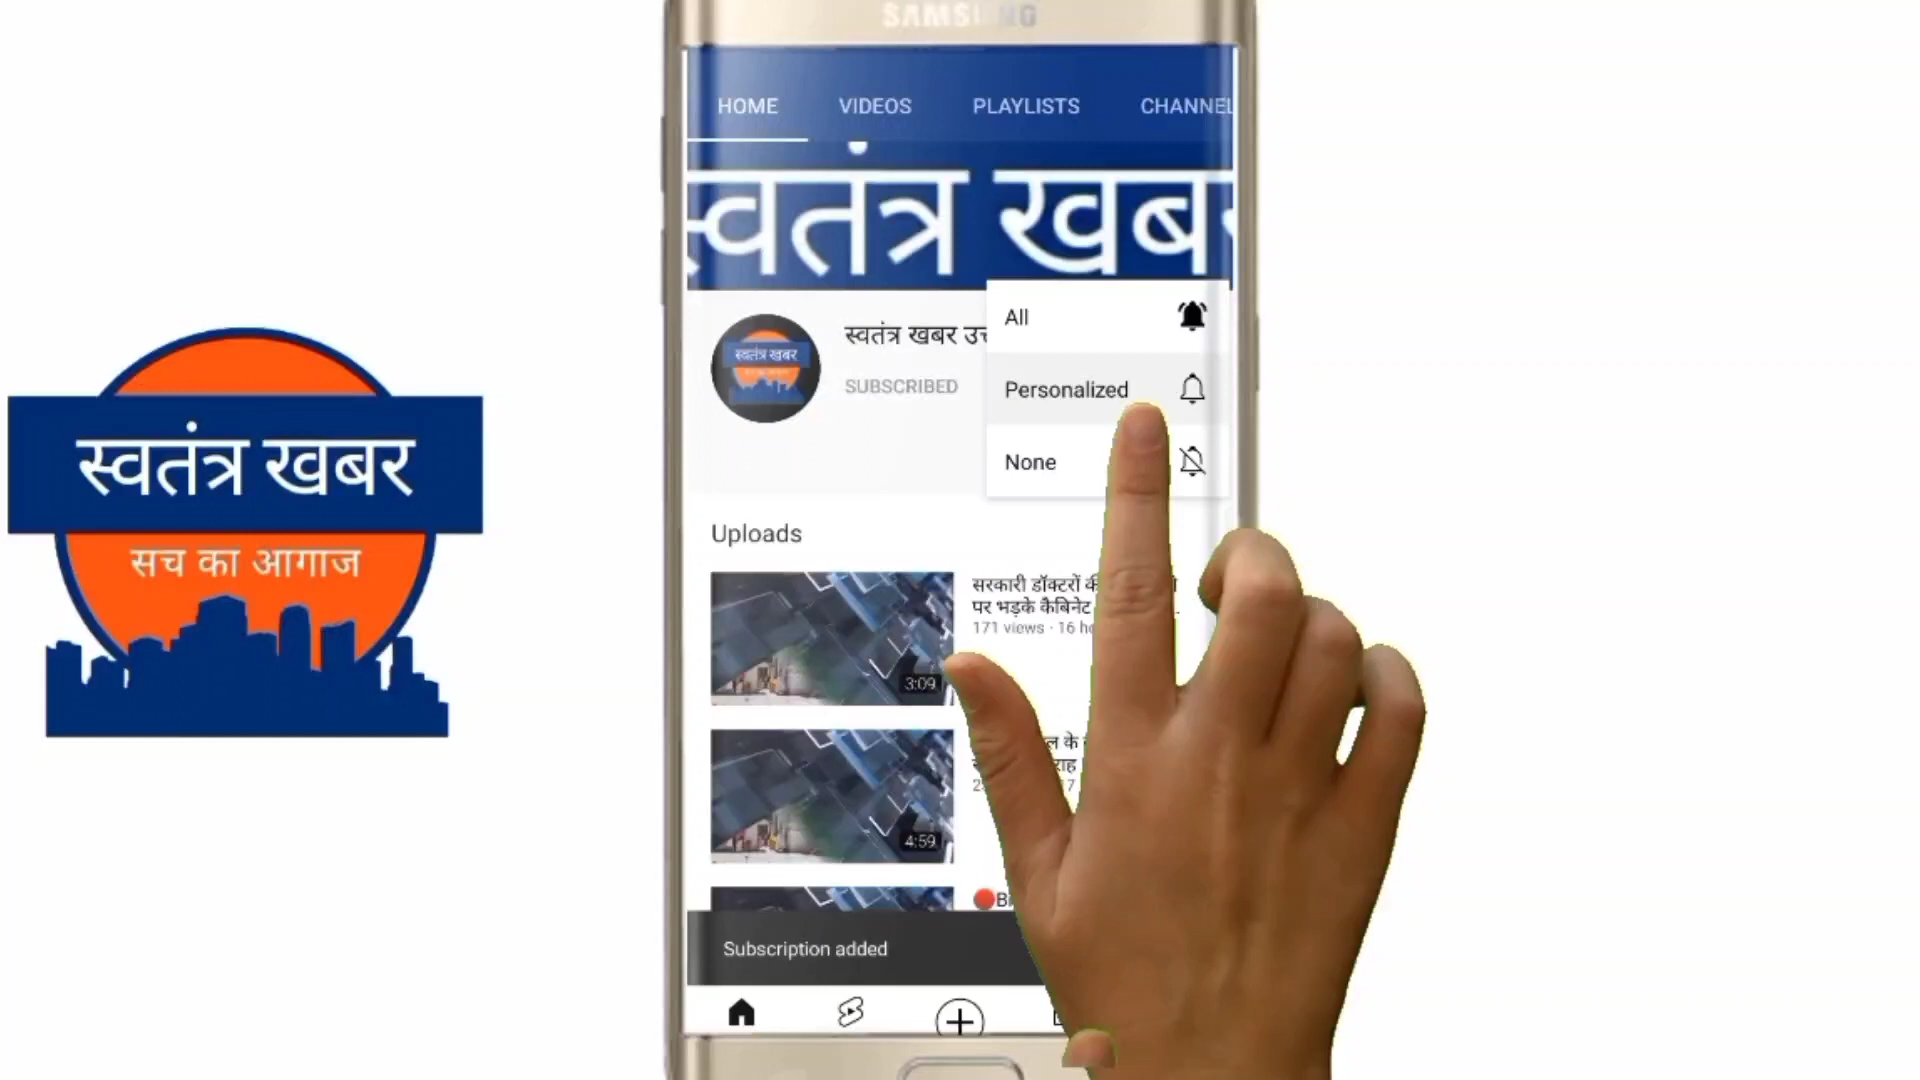 SAMSUNG
HOME VIDEOS PLAYLISTS CHANNEL
स्वतंत्र खबर
All
स्वतंत्र खबर
SUBSCRIBED
Personalized
None
स्वतंत्र खबर
सच का आगाज
Uploads
सरकारी डॉक्टरों
पर भड़के कैबिनेट
171 views · 16
3:09
के
4:59
Subscription added